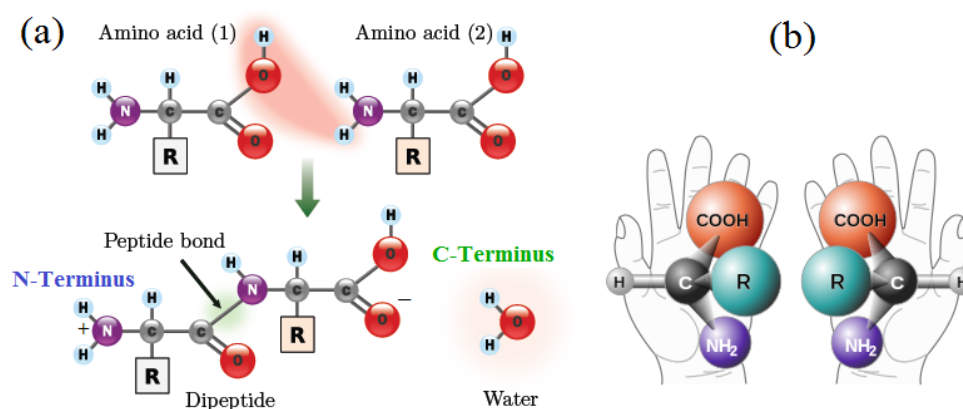 (a)
(b)
Amino acid (1)
Amino acid (2)
H
H
O
O
H
H
H
H
N
C
C
N
C
C
H
O
H
O
R
R
H
Peptide bond
H
H
O
C-Terminus
N-Terminus
N
C
C
H
H
O
−
H
+
N
C
C
R
H
O
H
O
H
R
Dipeptide
Water
COOH
COOH
H
C
R
R
C
H
NH₂
NH₂